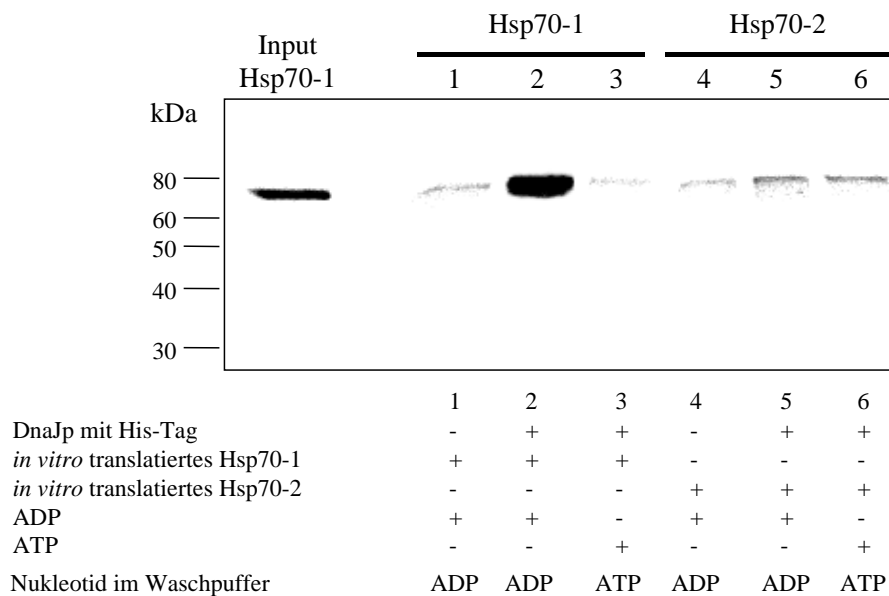 Hsp70-1 Hsp70-2
Input
Hsp70-1 1 2 3 4 5 6
kDa
80
60
50
40
30
1 2 3 4 5 6
DnaJp mit His-Tag - + + - + +
in vitro translatiertes Hsp70-1 + + + - - -
in vitro translatiertes Hsp70-2 - - - + + +
ADP + + - + + -
ATP - - + - - +
Nukleotid im Waschpuffer ADP ADP ATP ADP ADP ATP